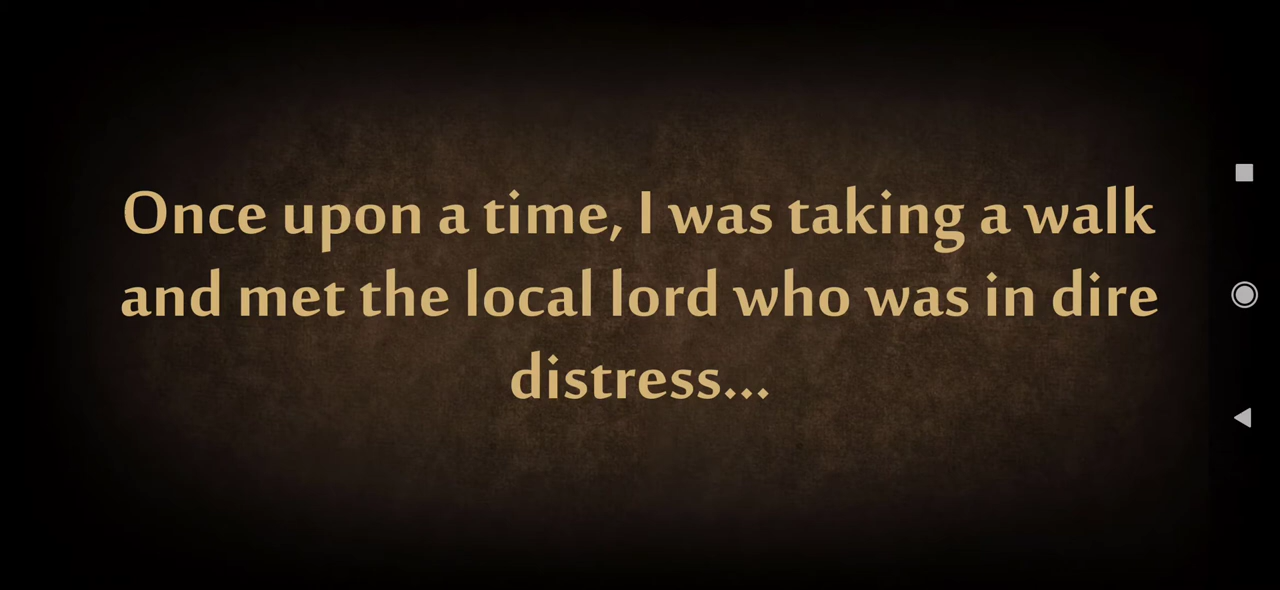 Once upon a time, I was taking a walk
and met the local lord who was in dire
distress...